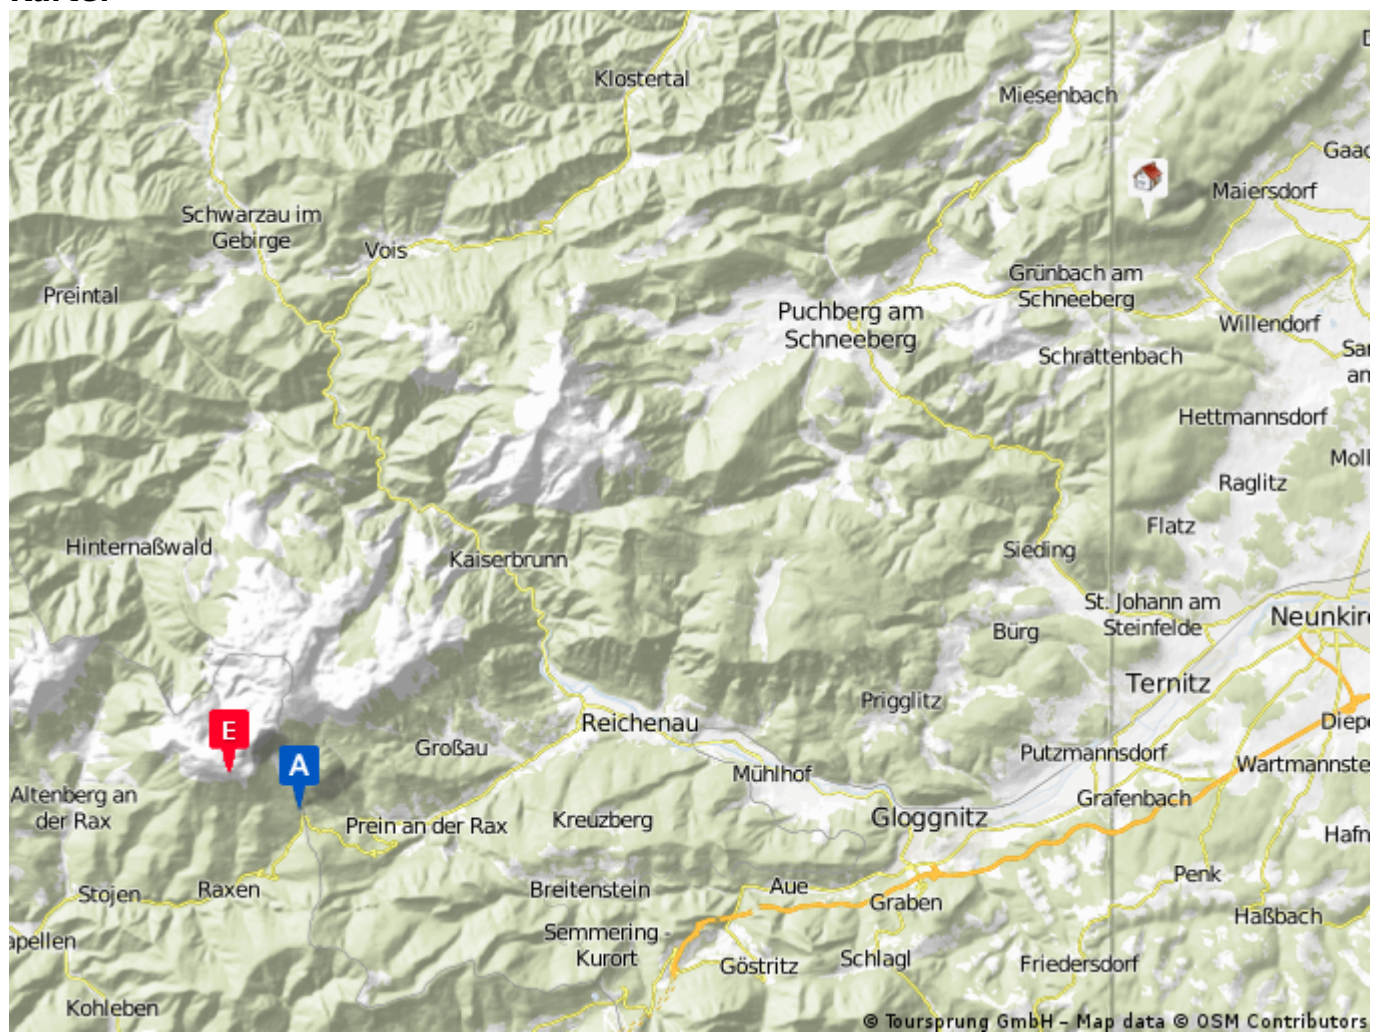 Klostertal
Miesenbach
Maiersdorf
Schwarzau im
Gebirge
Vois
Preintal
Grünbach am
Schneeberg
Puchberg am
Schneeberg
Willendorf
Schrattenbach
Hettmannsdorf
Raglitz
Flatz
Hinternaßwald
Kaiserbrunn
Sieding
St. Johann am
Steinfelde
Bürg
Ternitz
Prigglitz
Reichenau
E
Großau
A
Mühlhof
Putzmannsdorf
Altenberg an
der Rax
Grafenbach
Gloggnitz
Kreuzberg
Prein an der Rax
Stojen
Raxen
Breitenstein
Aue
Graben
Penk
Haßbach
Semmering -
Kurort
Göstritz
Schlagl
Friedersdorf
Kohleben
© Toursprung GmbH – Map data © OSM Contributors